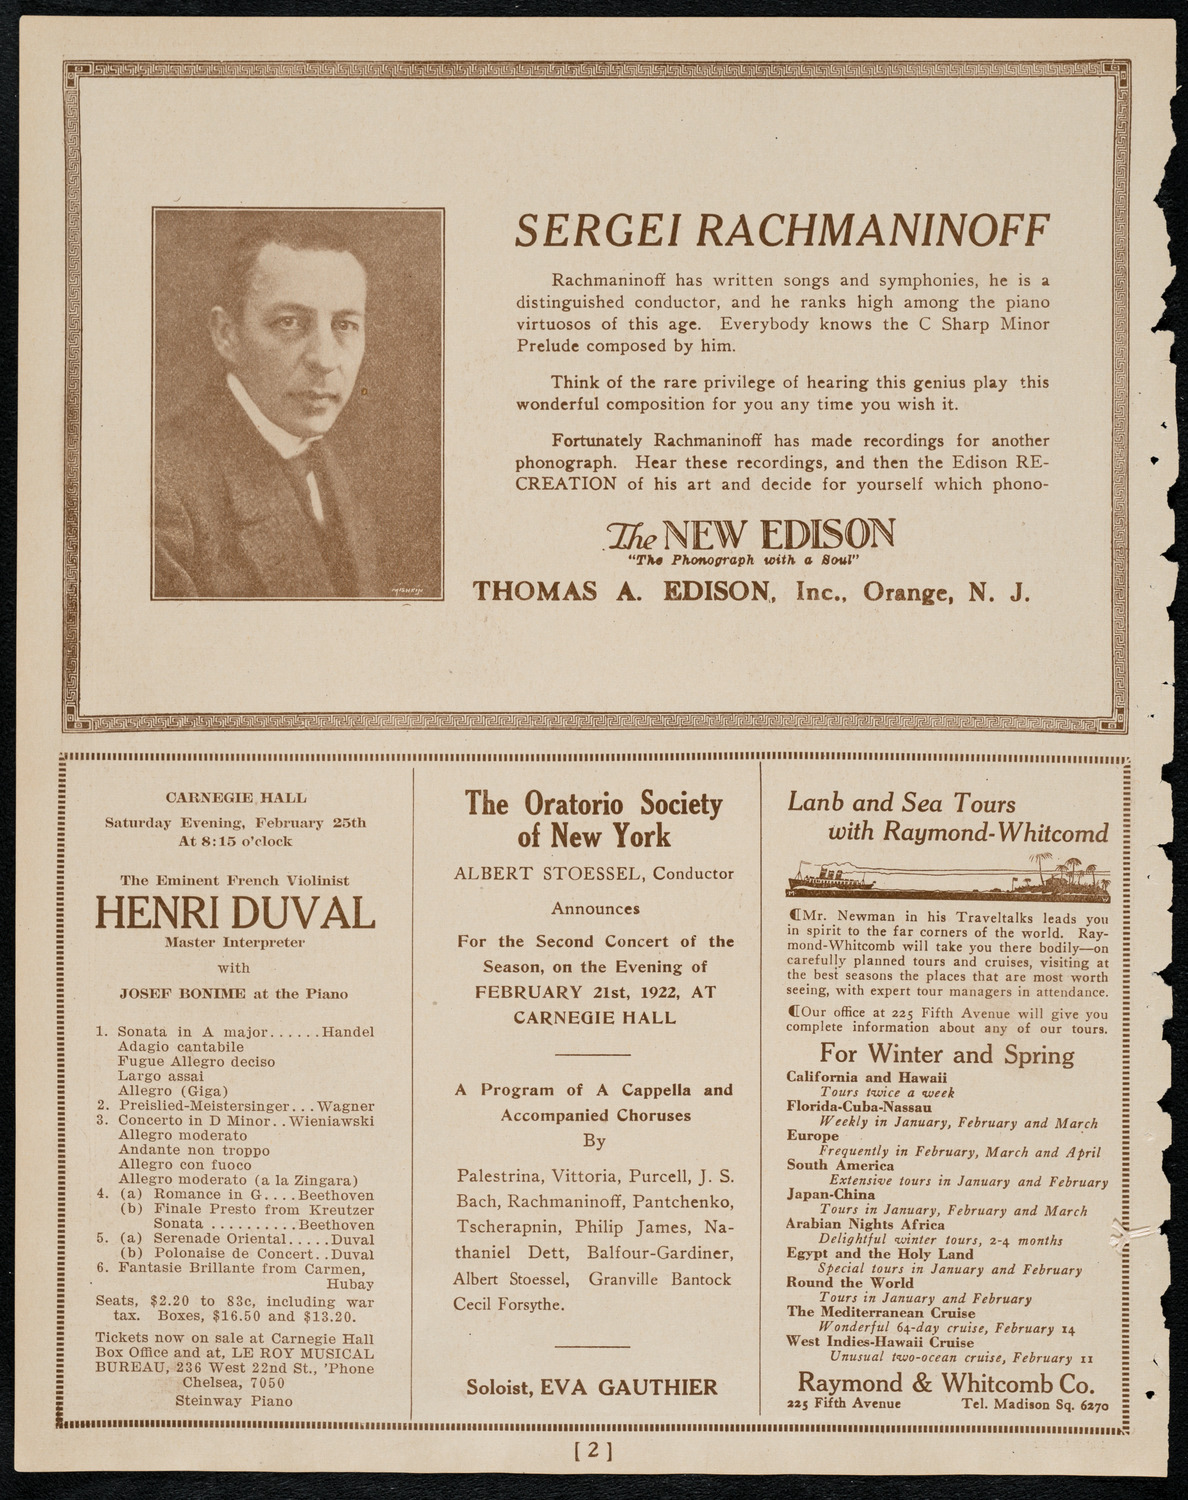 SERGEI RACHMANINOFF
Rachmaninoff has written songs and symphonies, he is a
distinguished conductor, and he ranks high among the piano
virtuosos of this age. Everybody knows the C Sharp Minor
Prelude composed by him.
Think of the rare privilege of hearing this genius play this
wonderful composition for you any time you wish it.
Fortunately Rachmaninoff has made recordings for another
phonograph. Hear these recordings, and then the Edison RE-
CREATION of his art and decide for yourself which phono-
The NEW EDISON
"The Phonograph with a Soul"
THOMAS A. EDISON, Inc., Orange, N. J.
MISHKIN
CARNEGIE HALL
Saturday Evening, February 25th
At 8:15 o'clock
The Eminent French Violinist
HENRI DUVAL
Master Interpreter
with
JOSEF BONIME at the Piano
1. Sonata in A major......Handel
Adagio cantabile
Fugue Allegro deciso
Largo assai
Allegro (Giga)
2. Preislied-Meistersinger...Wagner
3. Concerto in D Minor..Wieniawski
Allegro moderato
Andante non troppo
Allegro con fuoco
Allegro moderato (a la Zingara)
4. (a) Romance in G....Beethoven
(b) Finale Presto from Kreutzer
Sonata ..........Beethoven
5. (a) Serenade Oriental.....Duval
(b) Polonaise de Concert..Duval
6. Fantasie Brillante from Carmen,
Hubay
Seats, $2.20 to 83c, including war
tax. Boxes, $16.50 and $13.20.
Tickets now on sale at Carnegie Hall
Box Office and at, LE ROY MUSICAL
BUREAU, 236 West 22nd St., 'Phone
Chelsea, 7050
Steinway Piano
The Oratorio Society
of New York
ALBERT STOESSEL, Conductor
Announces
For the Second Concert of the
Season, on the Evening of
FEBRUARY 21st, 1922, AT
CARNEGIE HALL
A Program of A Cappella and
Accompanied Choruses
By
Palestrina, Vittoria, Purcell, J. S.
Bach, Rachmaninoff, Pantchenko,
Tscherapnin, Philip James, Na-
thaniel Dett, Balfour-Gardiner,
Albert Stoessel, Granville Bantock
Cecil Forsythe.
Soloist, EVA GAUTHIER
Lanb and Sea Tours
with Raymond-Whitcomd
¶Mr. Newman in his Traveltalks leads you
in spirit to the far corners of the world. Ray-
mond-Whitcomb will take you there bodily—on
carefully planned tours and cruises, visiting at
the best seasons the places that are most worth
seeing, with expert tour managers in attendance.
¶Our office at 225 Fifth Avenue will give you
complete information about any of our tours.
For Winter and Spring
California and Hawaii
Tours twice a week
Florida-Cuba-Nassau
Weekly in January, February and March
Europe
Frequently in February, March and April
South America
Extensive tours in January and February
Japan-China
Tours in January, February and March
Arabian Nights Africa
Delightful winter tours, 2-4 months
Egypt and the Holy Land
Special tours in January and February
Round the World
Tours in January and February
The Mediterranean Cruise
Wonderful 64-day cruise, February 14
West Indies-Hawaii Cruise
Unusual two-ocean cruise, February 11
Raymond & Whitcomb Co.
225 Fifth Avenue Tel. Madison Sq. 6270
[ 2 ]